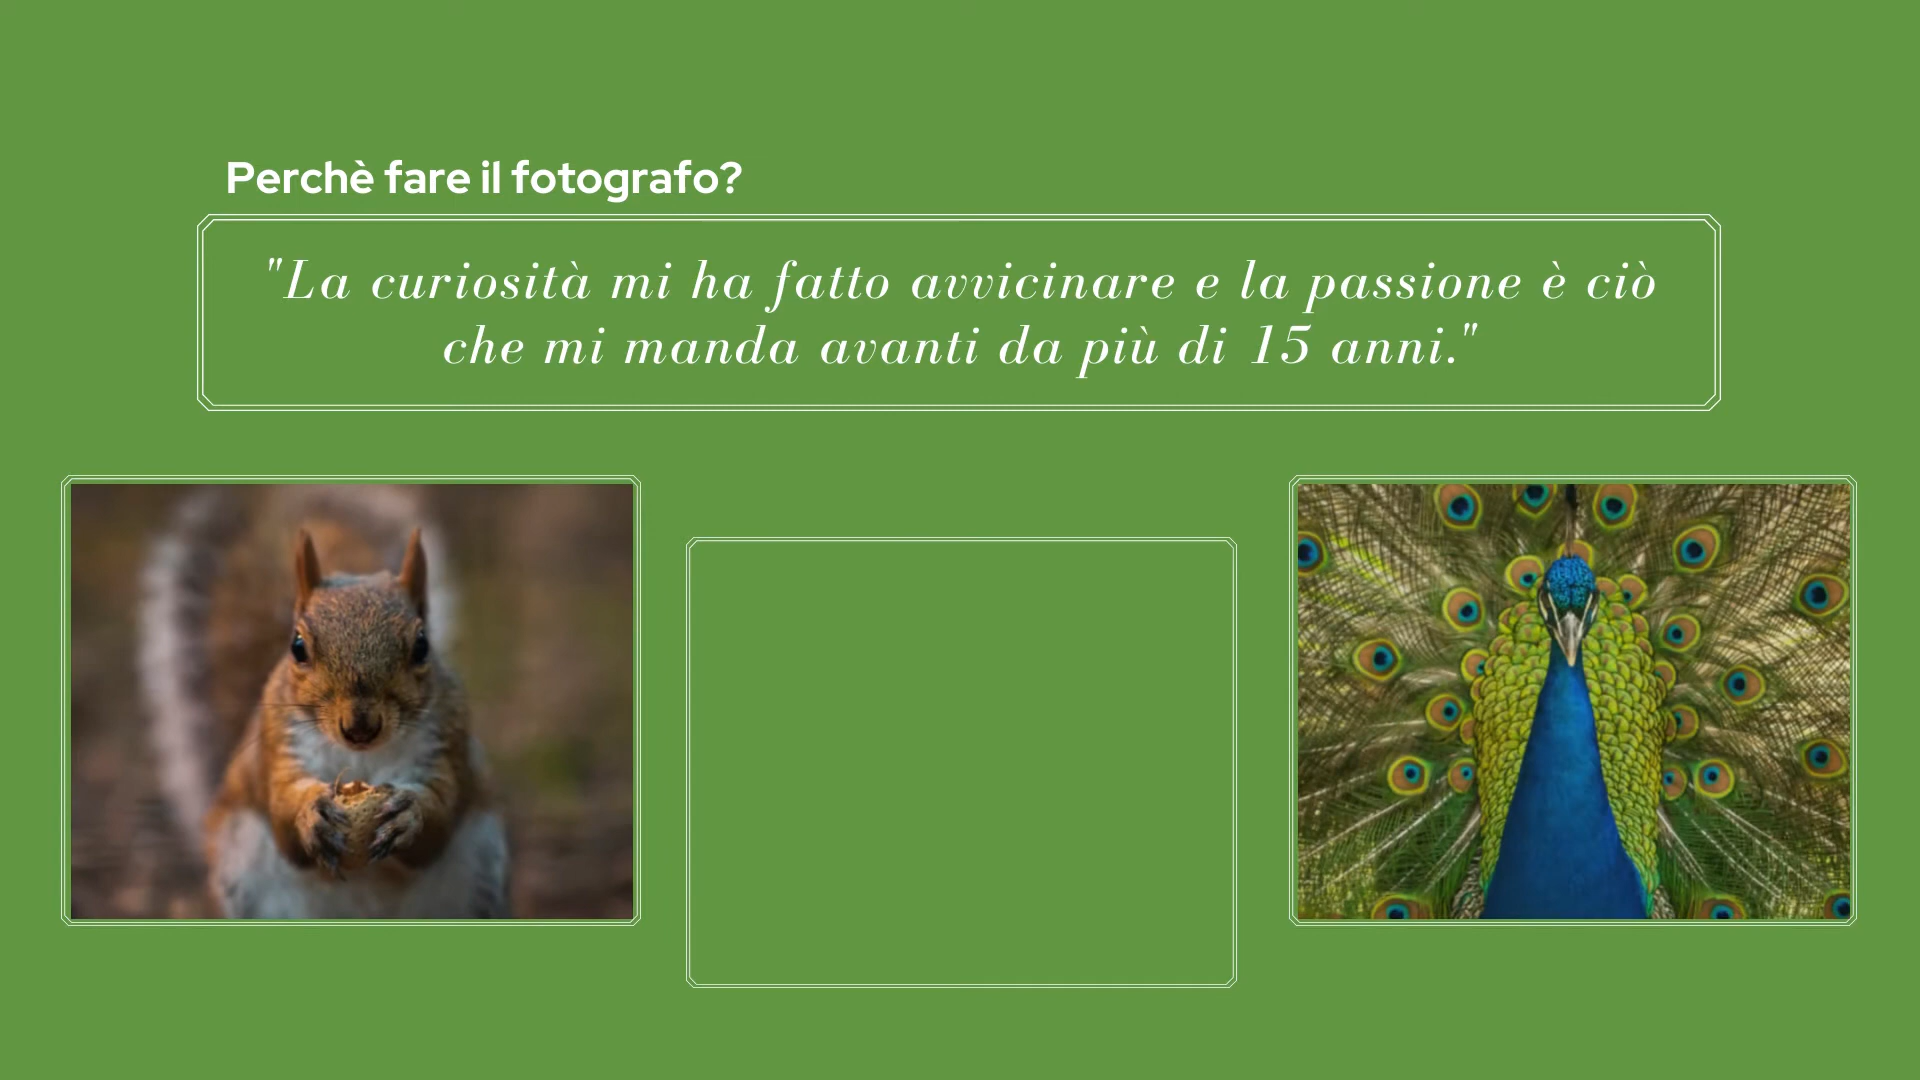 Perchè fare il fotografo?
"La curiosità mi ha fatto avvicinare e la passione è ciò
che mi manda avanti da più di 15 anni."